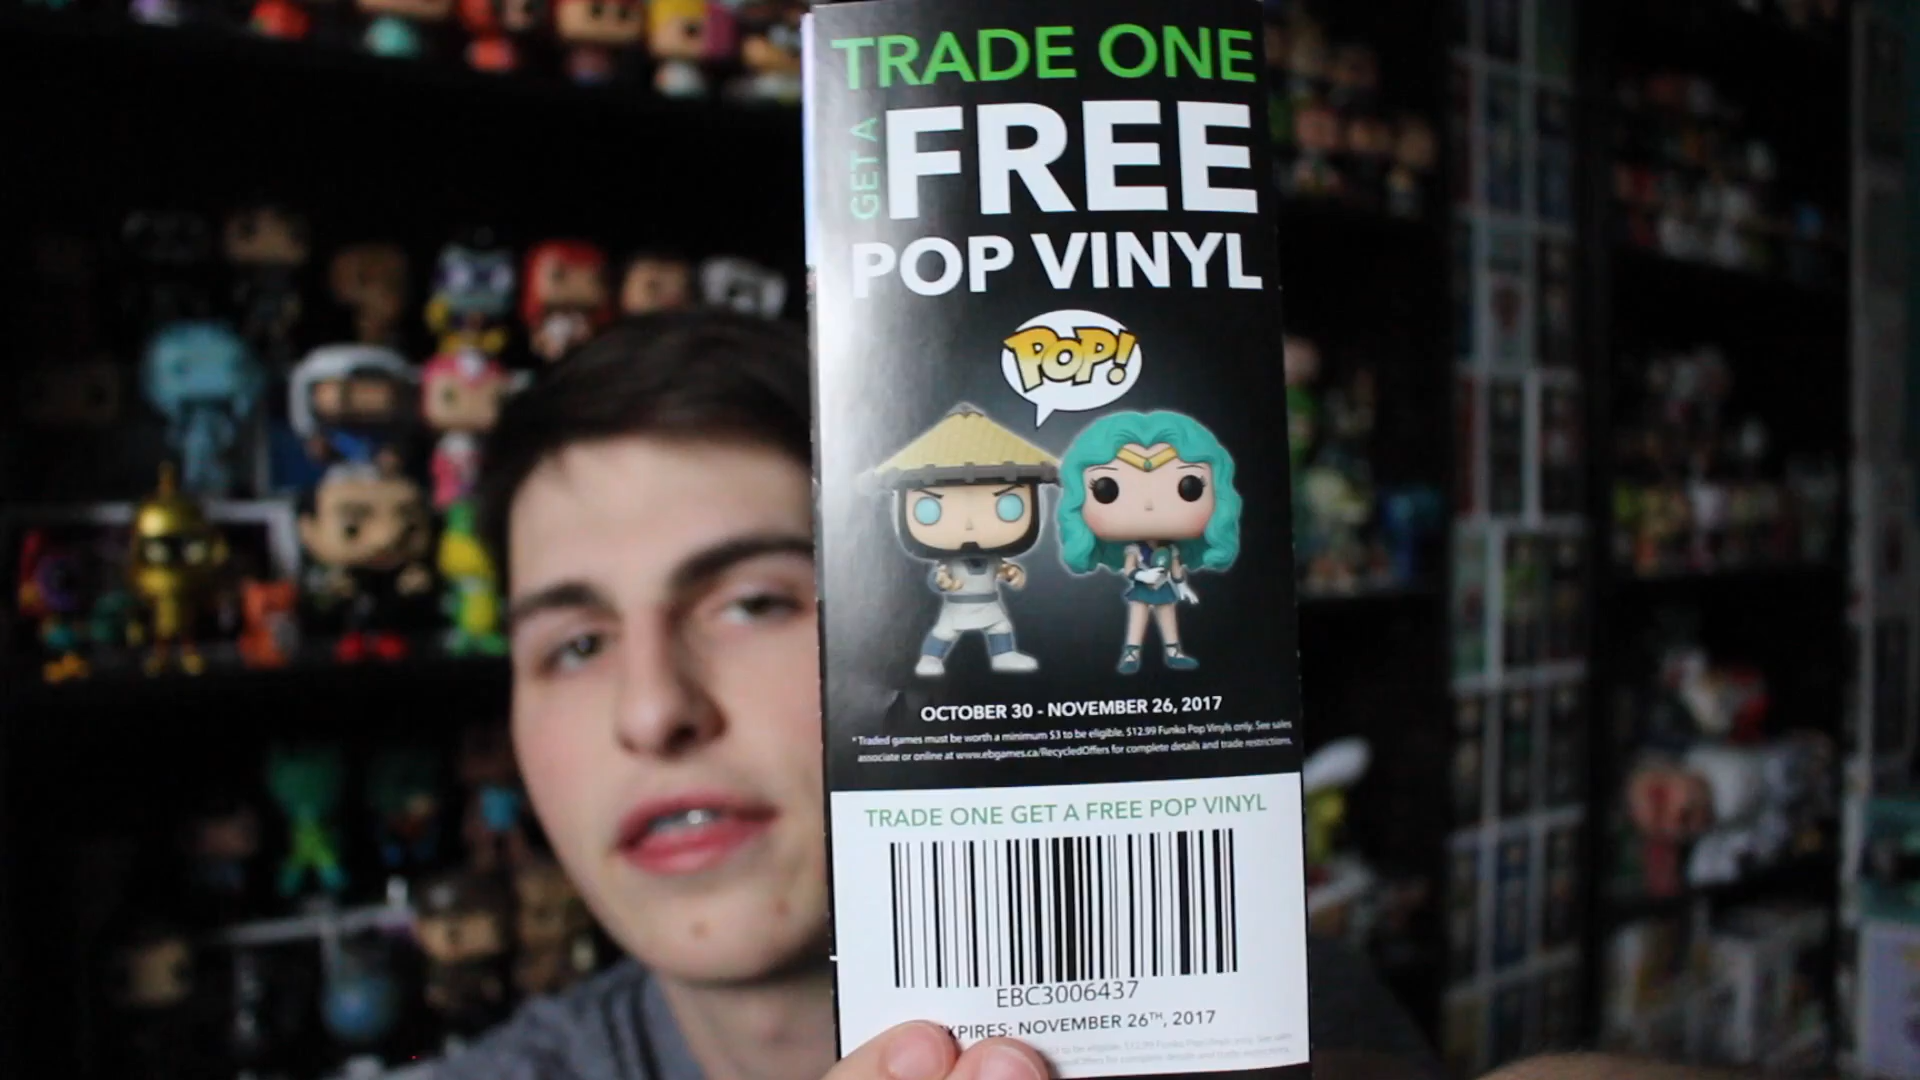 TRADE ONE
GET A
FREE
POP VINYL
POP!
OCTOBER 30 - NOVEMBER 26, 2017
*Traded games must be worth a minimum $3 to be eligible. $12.99 Funko Pop Vinyls only. See sales
associate or online at www.ebgames.ca/RecycledOffers for complete details and trade restrictions.
TRADE ONE GET A FREE POP VINYL
EBC3006437
XPIRES: NOVEMBER 26TH, 2017